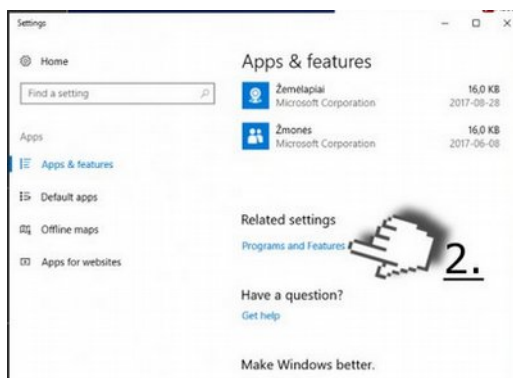 Settings
Home
Find a setting
Apps
Apps & features
Default apps
Offline maps
Apps for websites
Apps & features
Žemėlapiai 16,0 KB
Microsoft Corporation 2017-08-28
Žmonės 16,0 KB
Microsoft Corporation 2017-06-08
Related settings
Programs and Features
2.
Have a question?
Get help
Make Windows better.